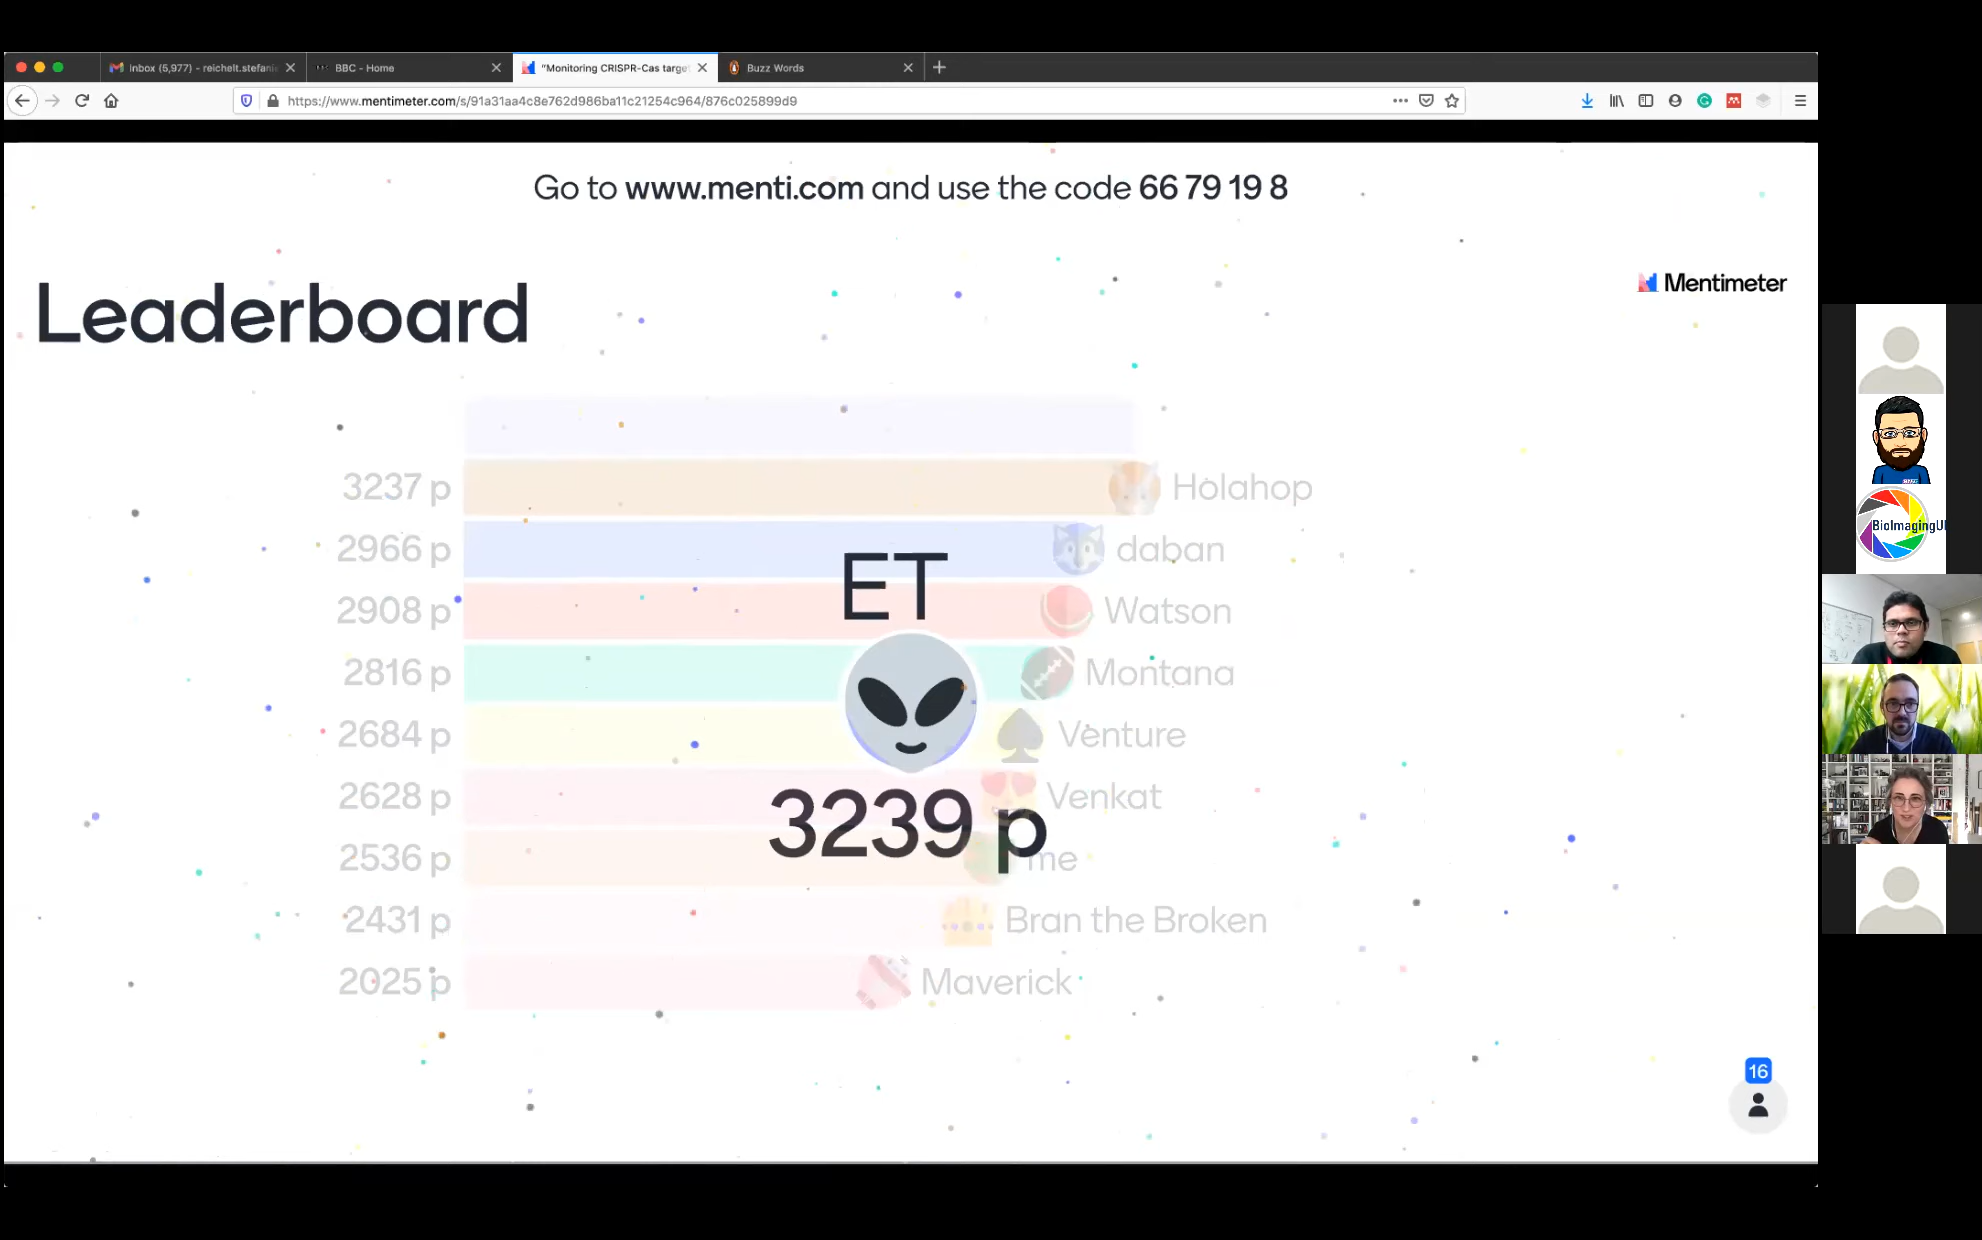 Inbox (5,977) - reichelt.stefani
BBC - Home
"Monitoring CRISPR-Cas targe
Buzz Words
https://www.mentimeter.com/s/91a31aa4c8e762d986ba11c21254c964/876c025899d9
Go to www.menti.com and use the code 66 79 19 8
Mentimeter
Leaderboard
3237 p Holahop
2966 p daban
ET
2908 p Watson
2816 p Montana
2684 p Venture
2628 p Venkat
3239 p
2536 p me
2431 p Bran the Broken
2025 p Maverick
16
BioImagingU